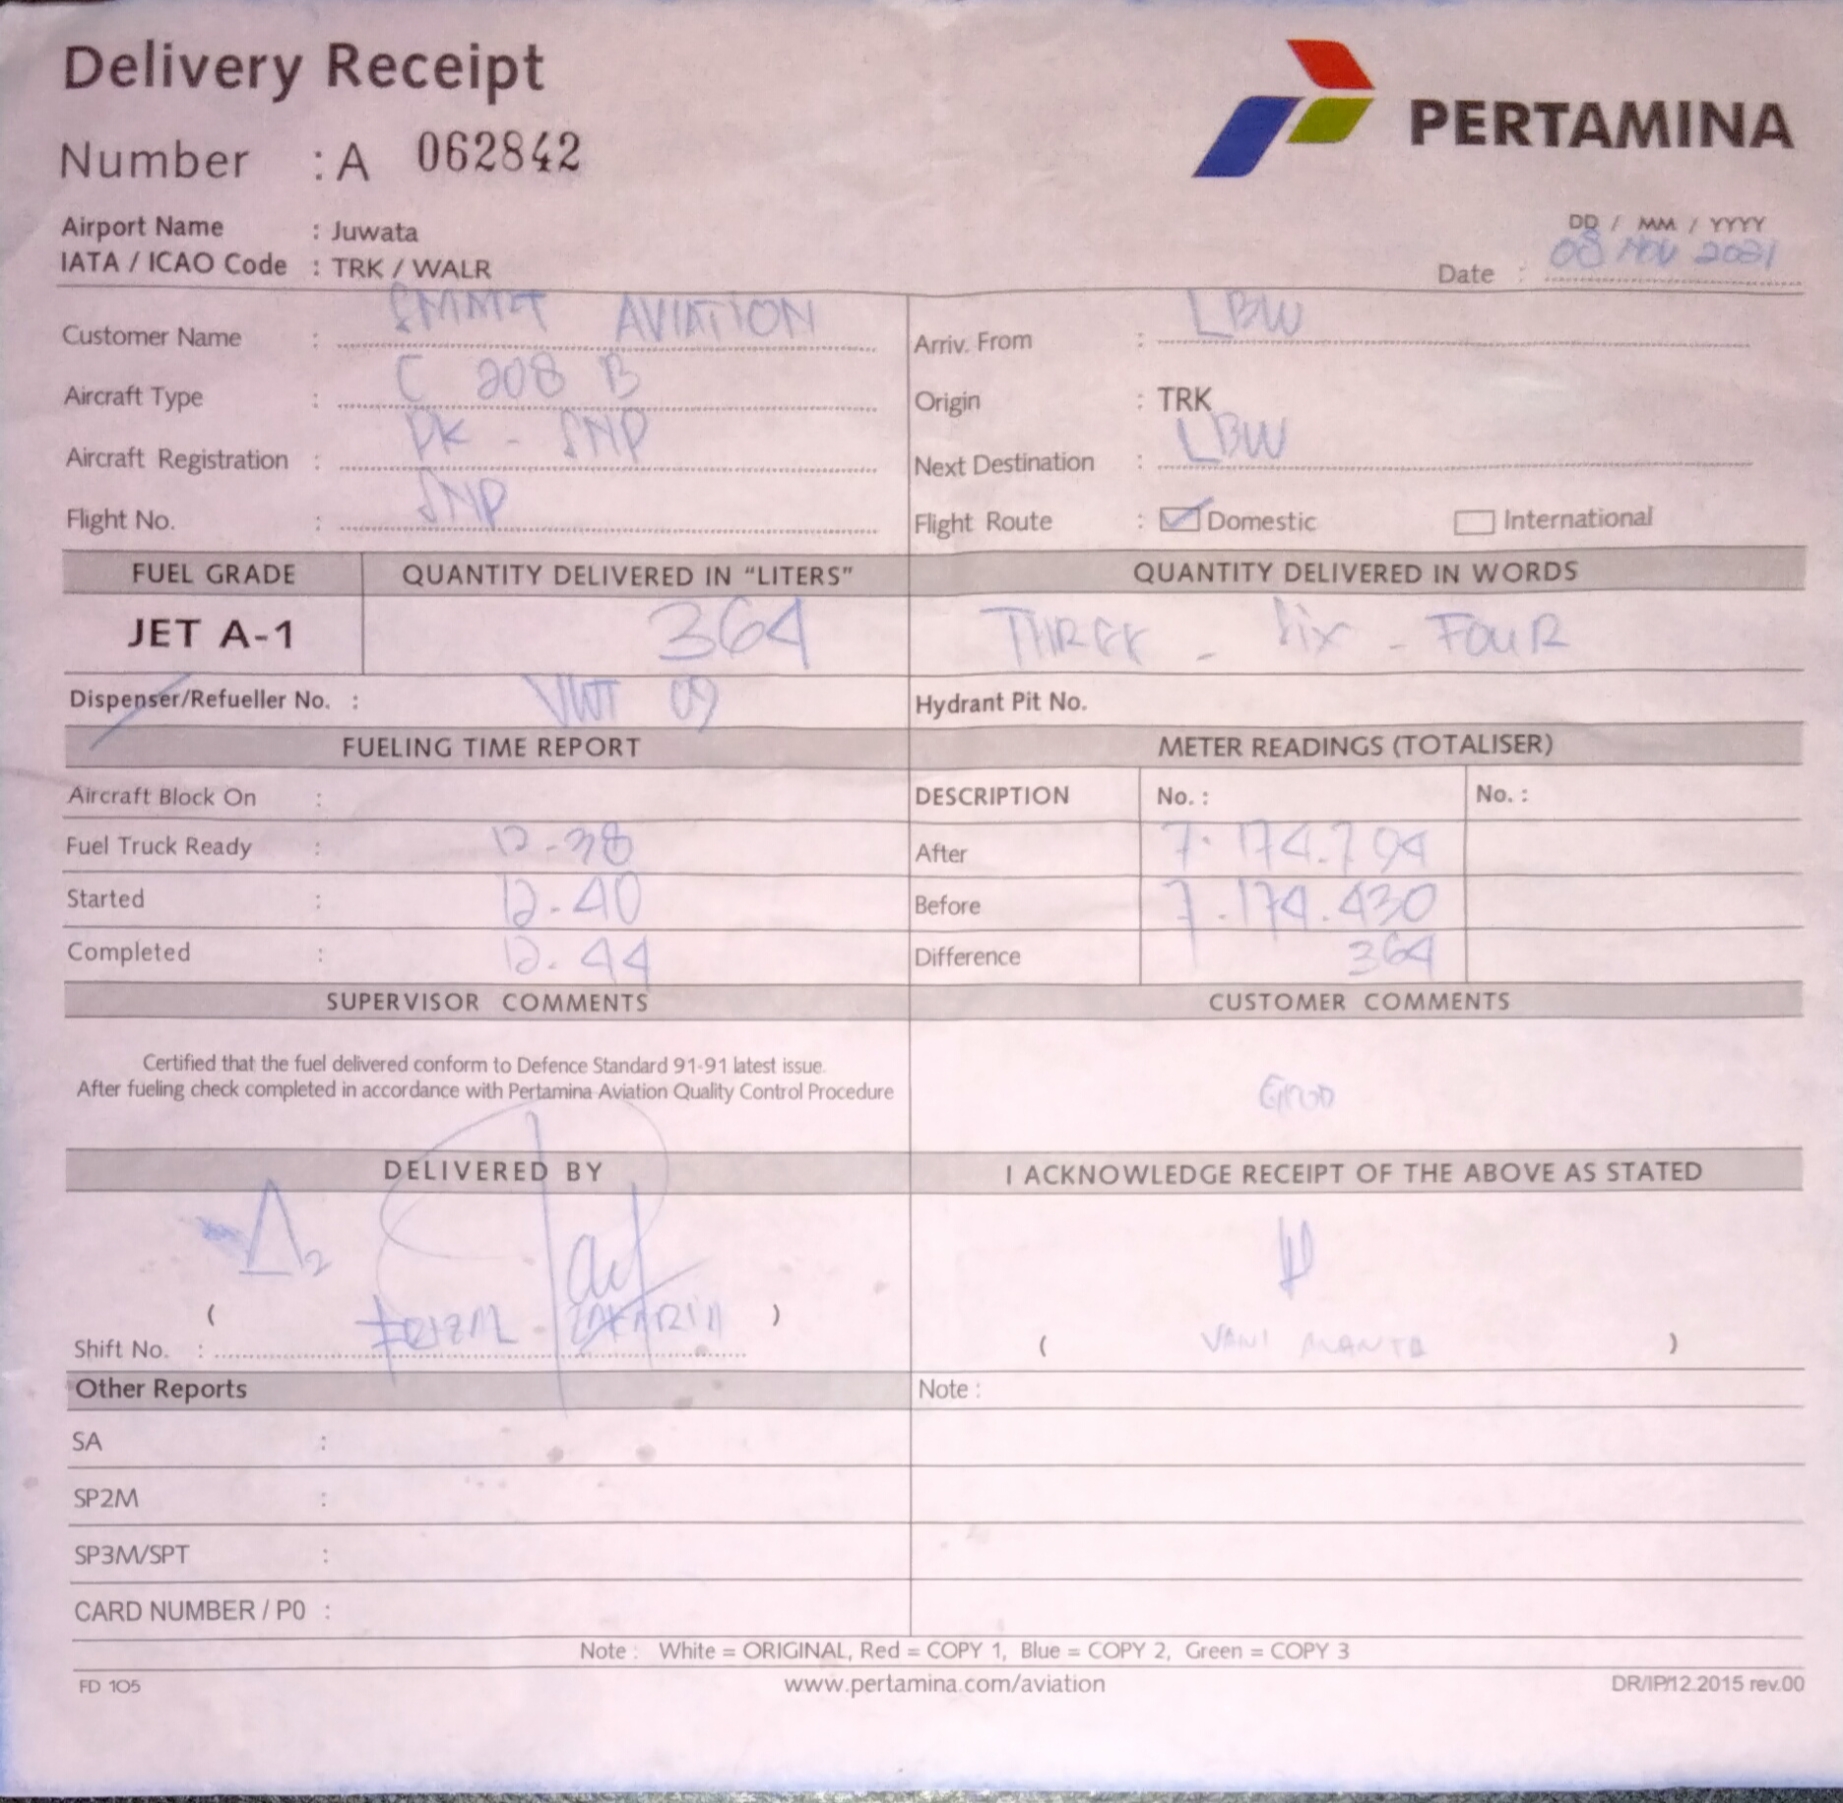 Delivery Receipt
PERTAMINA
Number : A 062842
Airport Name : Juwata
IATA / ICAO Code : TRK / WALR
DD / MM / YYYY
Date : 08 NOV 2021
Customer Name : AVIATION
Arriv. From : LBW
Aircraft Type : C 208 B
Origin : TRK
Aircraft Registration : PK - SNP
Next Destination : LBW
Flight No. : SNP
Flight Route : Domestic International
FUEL GRADE QUANTITY DELIVERED IN “LITERS” QUANTITY DELIVERED IN WORDS
JET A-1 364 THREE - Six - FOUR
Dispenser/Refueller No. : 09 Hydrant Pit No.
FUELING TIME REPORT METER READINGS (TOTALISER)
Aircraft Block On : DESCRIPTION No. : No. :
Fuel Truck Ready : 12-38 After 7.174.794
Started : 12.40 Before 7.174.430
Completed : 12.44 Difference 364
SUPERVISOR COMMENTS CUSTOMER COMMENTS
Certified that the fuel delivered conform to Defence Standard 91-91 latest issue.
After fueling check completed in accordance with Pertamina Aviation Quality Control Procedure
DELIVERED BY I ACKNOWLEDGE RECEIPT OF THE ABOVE AS STATED
( )
Shift No. :
( VANI )
Other Reports Note :
SA :
SP2M :
SP3M/SPT :
CARD NUMBER / P0 :
Note : White = ORIGINAL, Red = COPY 1, Blue = COPY 2, Green = COPY 3
FD 105 www.pertamina.com/aviation DR/IP/12.2015 rev.00